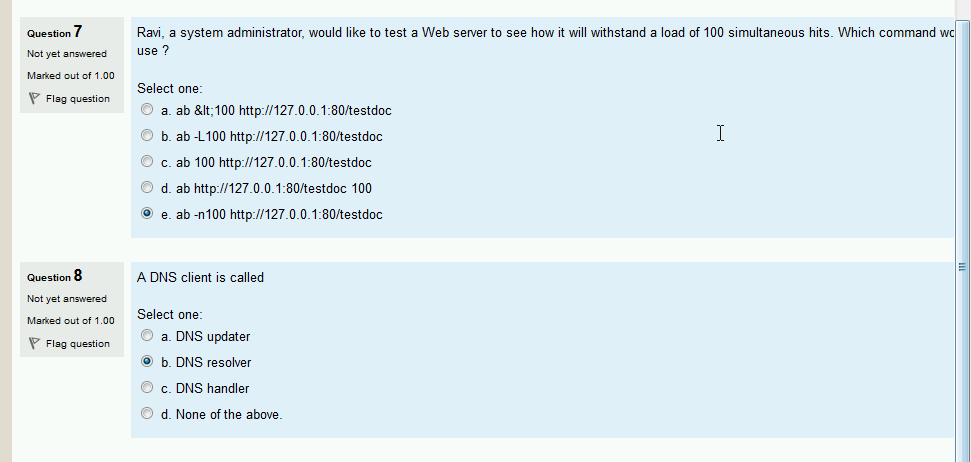 Question 7
Not yet answered
Marked out of 1.00
Flag question
Ravi, a system administrator, would like to test a Web server to see how it will withstand a load of 100 simultaneous hits. Which command
use ?
Select one:
a. ab &lt;100 http://127.0.0.1:80/testdoc
b. ab -L100 http://127.0.0.1:80/testdoc
c. ab 100 http://127.0.0.1:80/testdoc
d. ab http://127.0.0.1:80/testdoc 100
e. ab -n100 http://127.0.0.1:80/testdoc
Question 8
Not yet answered
Marked out of 1.00
Flag question
A DNS client is called
Select one:
a. DNS updater
b. DNS resolver
c. DNS handler
d. None of the above.